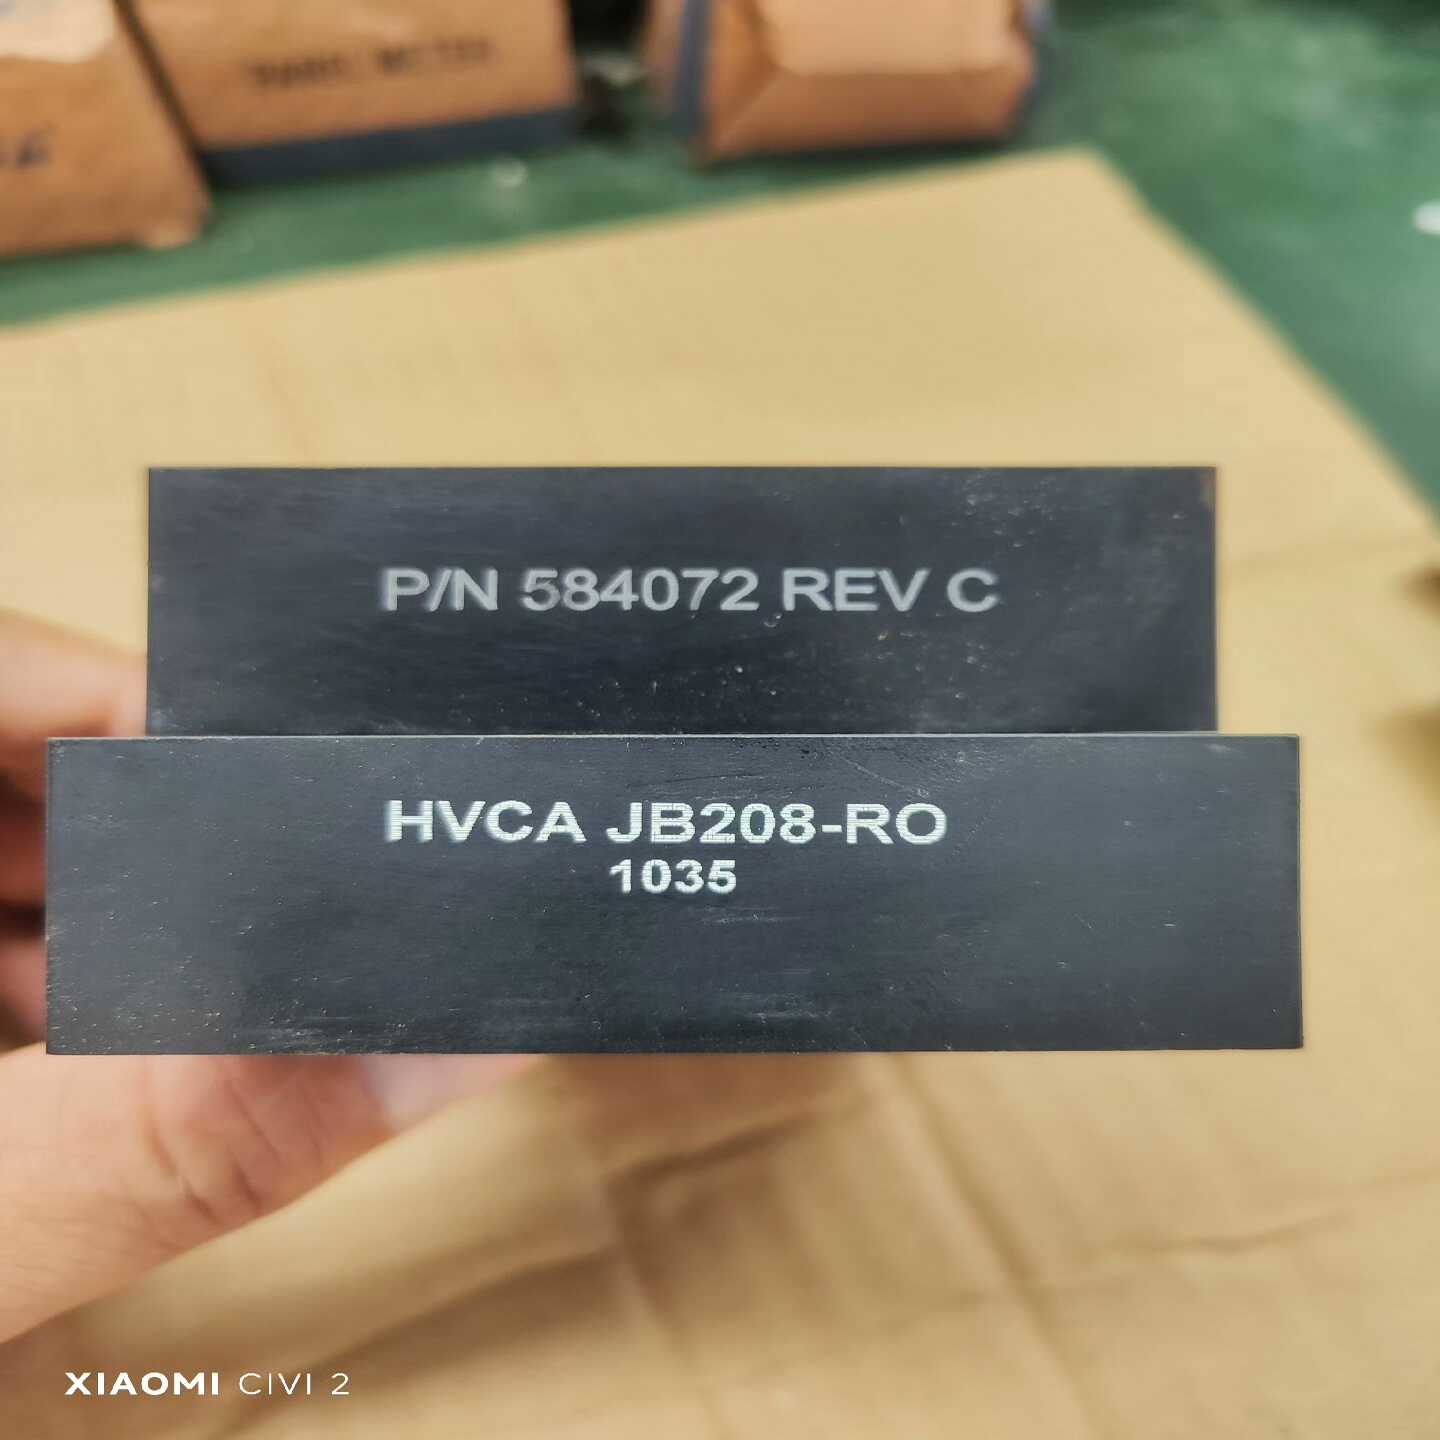 P/N 584072 REV C
HVCA JB208-RO
1035
XIAOMI CIVI 2